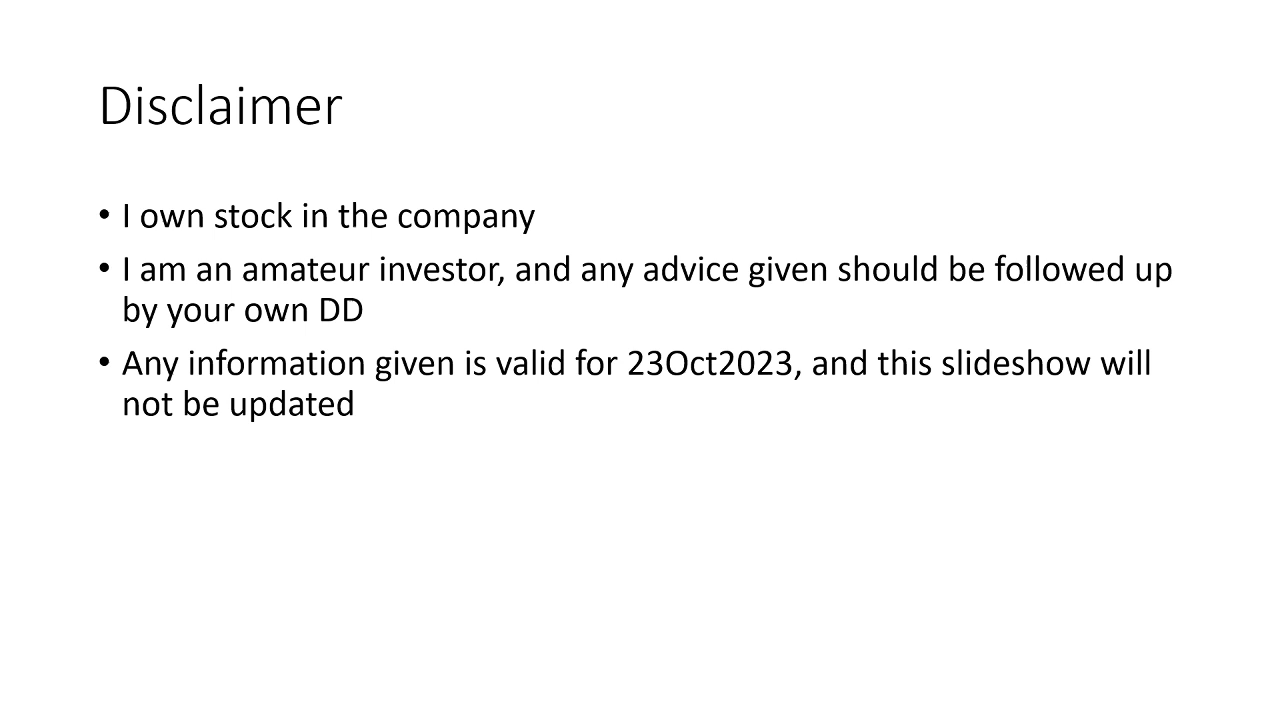 Disclaimer
• I own stock in the company
• I am an amateur investor, and any advice given should be followed up
by your own DD
• Any information given is valid for 23Oct2023, and this slideshow will
not be updated